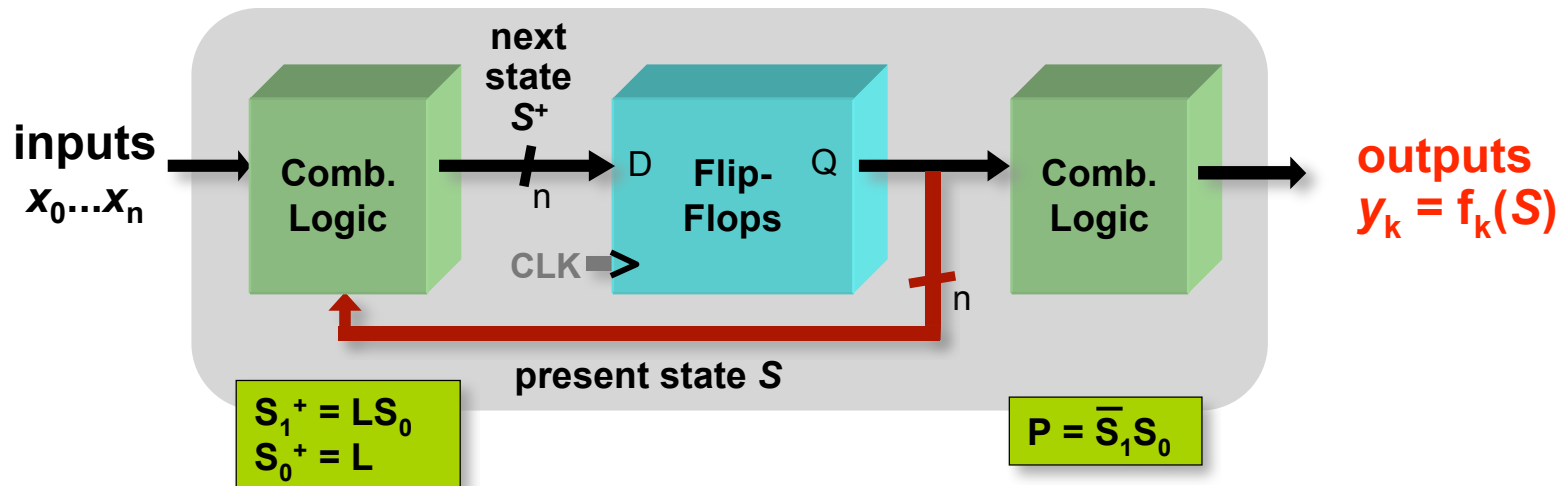 next
state
S⁺
inputs
x₀...xₙ
Comb.
Logic
n
D
Q
Flip-
Flops
CLK
n
Comb.
Logic
outputs
yₖ = fₖ(S)
present state S
S₁⁺ = LS₀
S₀⁺ = L
P = S̅₁S₀